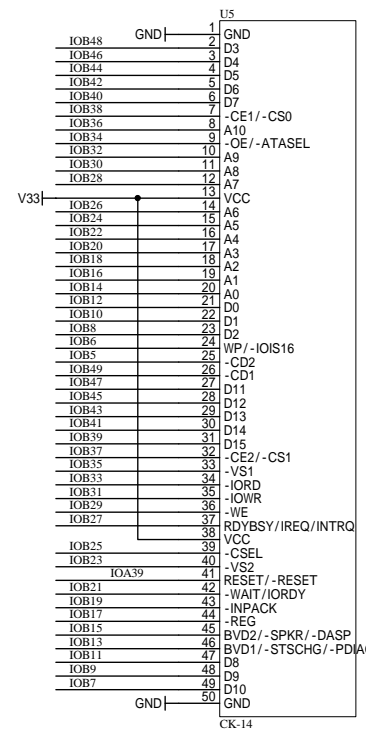 U5
GND 1 GND
IOB48 2 D3
IOB46 3 D4
IOB44 4 D5
IOB42 5 D6
IOB40 6 D7
IOB38 7 -CE1/-CS0
IOB36 8 A10
IOB34 9 -OE/-ATASEL
IOB32 10 A9
IOB30 11 A8
IOB28 12 A7
V33 13 VCC
IOB26 14 A6
IOB24 15 A5
IOB22 16 A4
IOB20 17 A3
IOB18 18 A2
IOB16 19 A1
IOB14 20 A0
IOB12 21 D0
IOB10 22 D1
IOB8 23 D2
IOB6 24 WP/-IOIS16
IOB5 25 -CD2
IOB49 26 -CD1
IOB47 27 D11
IOB45 28 D12
IOB43 29 D13
IOB41 30 D14
IOB39 31 D15
IOB37 32 -CE2/-CS1
IOB35 33 -VS1
IOB33 34 -IORD
IOB31 35 -IOWR
IOB29 36 -WE
IOB27 37 RDYBSY/IREQ/INTRQ
38 VCC
IOB25 39 -CSEL
IOB23 40 -VS2
IOA39 41 RESET/-RESET
IOB21 42 -WAIT/IORDY
IOB19 43 -INPACK
IOB17 44 -REG
IOB15 45 BVD2/-SPKR/-DASP
IOB13 46 BVD1/-STSCHG/-PDIA
IOB11 47 D8
IOB9 48 D9
IOB7 49 D10
GND 50 GND
CK-14